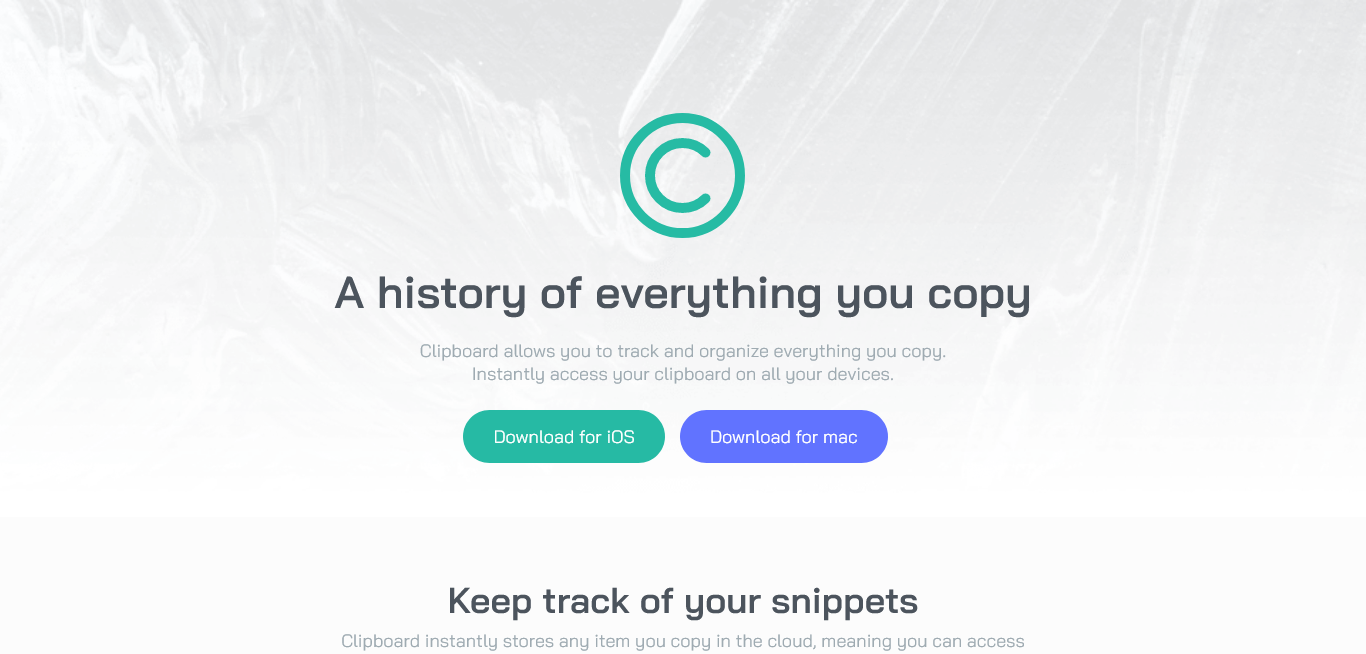 A history of everything you copy
Clipboard allows you to track and organize everything you copy.
Instantly access your clipboard on all your devices.
Download for iOS
Download for mac
Keep track of your snippets
Clipboard instantly stores any item you copy in the cloud, meaning you can access